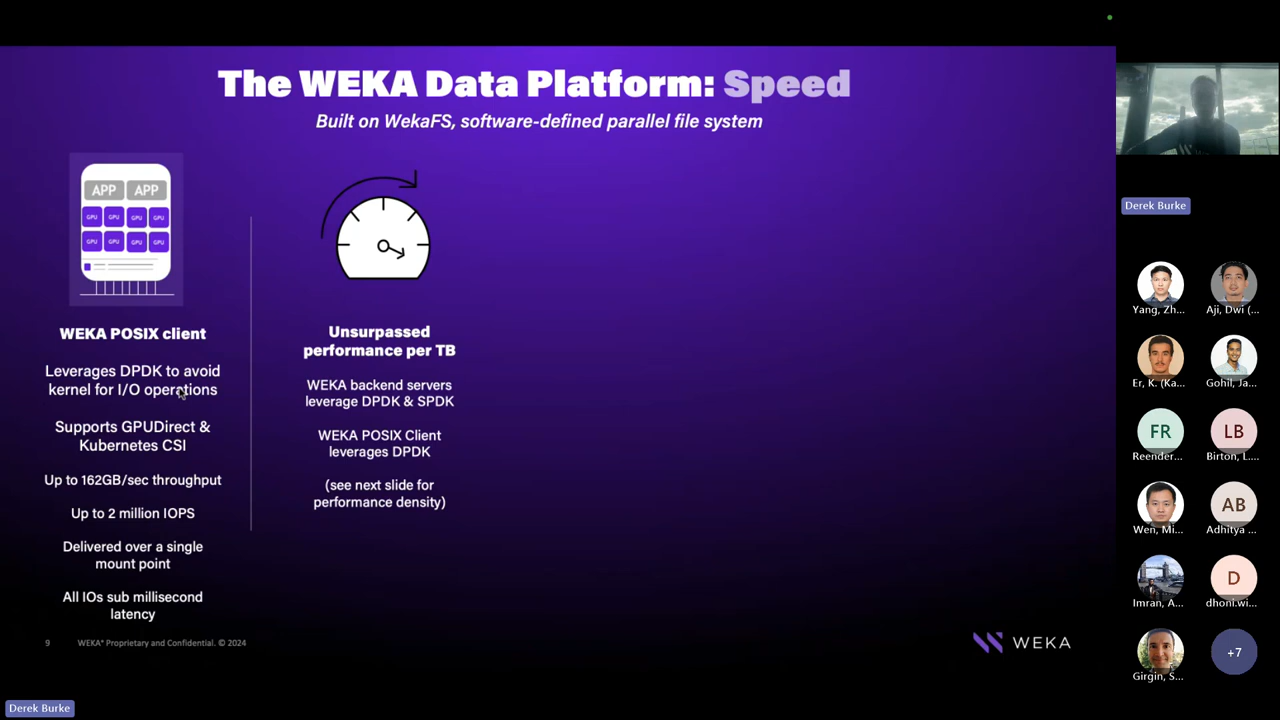 The WEKA Data Platform: Speed
Built on WekaFS, software-defined parallel file system
APP APP
GPU GPU GPU GPU
GPU GPU GPU GPU
WEKA POSIX client
Leverages DPDK to avoid
kernel for I/O operations
Supports GPUDirect &
Kubernetes CSI
Up to 162GB/sec throughput
Up to 2 million IOPS
Delivered over a single
mount point
All IOs sub millisecond
latency
Unsurpassed
performance per TB
WEKA backend servers
leverage DPDK & SPDK
WEKA POSIX Client
leverages DPDK
(see next slide for
performance density)
9 WEKA® Proprietary and Confidential. © 2024
WEKA
Derek Burke
Derek Burke
Yang, Zh...
Aji, Dwi (...
Er, K. (Ka...
Gohil, Ja...
FR
Reender...
LB
Birton, L....
Wen, Mi...
AB
Adhitya ...
Imran, A...
D
dhoni.wi...
Girgin, S...
+7